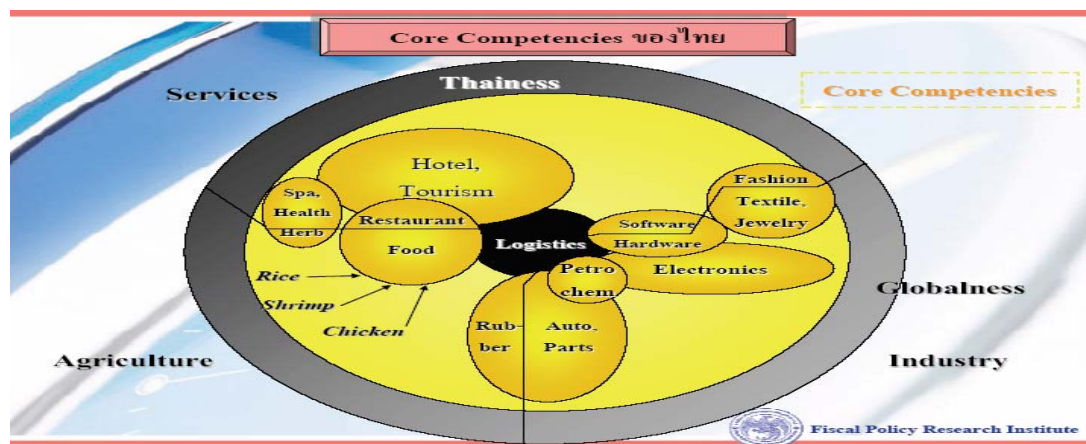 Core Competencies ของไทย
Services
Thainess
Core Competencies
Hotel,
Tourism
Spa,
Health
Herb
Restaurant
Food
Logistics
Software
Hardware
Fashion
Textile,
Jewelry
Petro
chem
Electronics
Rice
Shrimp
Chicken
Rub-
ber
Auto,
Parts
Globalness
Agriculture
Industry
Fiscal Policy Research Institute